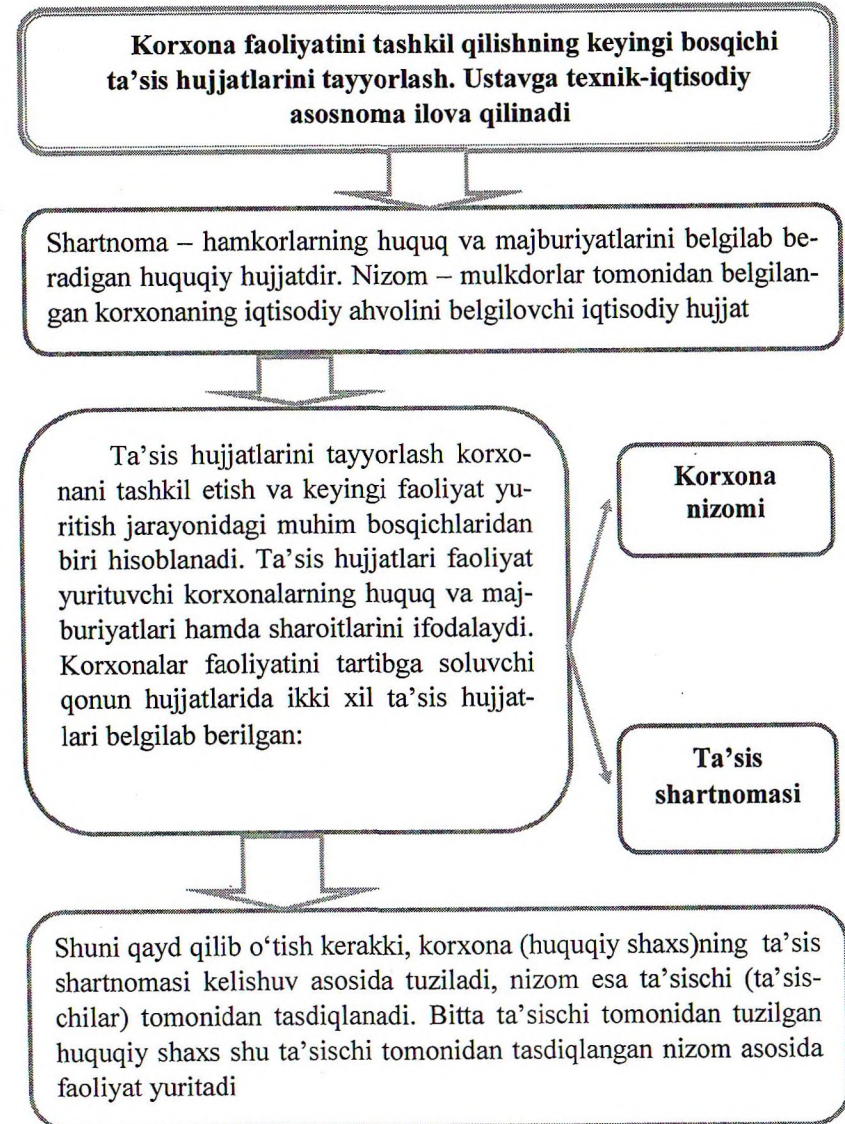 Korxona faoliyatini tashkil qilishning keyingi bosqichi
ta’sis hujjatlarini tayyorlash. Ustavga texnik-iqtisodiy
asosnoma ilova qilinadi
Shartnoma – hamkorlarning huquq va majburiyatlarini belgilab be-
radigan huquqiy hujjatdir. Nizom – mulkdorlar tomonidan belgilan-
gan korxonaning iqtisodiy ahvolini belgilovchi iqtisodiy hujjat
Ta’sis hujjatlarini tayyorlash korxo-
nani tashkil etish va keyingi faoliyat yu-
ritish jarayonidagi muhim bosqichlaridan
biri hisoblanadi. Ta’sis hujjatlari faoliyat
yurituvchi korxonalarning huquq va maj-
buriyatlari hamda sharoitlarini ifodalaydi.
Korxonalar faoliyatini tartibga soluvchi
qonun hujjatlarida ikki xil ta’sis hujjat-
lari belgilab berilgan:
Korxona
nizomi
Ta’sis
shartnomasi
Shuni qayd qilib o‘tish kerakki, korxona (huquqiy shaxs)ning ta’sis
shartnomasi kelishuv asosida tuziladi, nizom esa ta’sischi (ta’sis-
chilar) tomonidan tasdiqlanadi. Bitta ta’sischi tomonidan tuzilgan
huquqiy shaxs shu ta’sischi tomonidan tasdiqlangan nizom asosida
faoliyat yuritadi